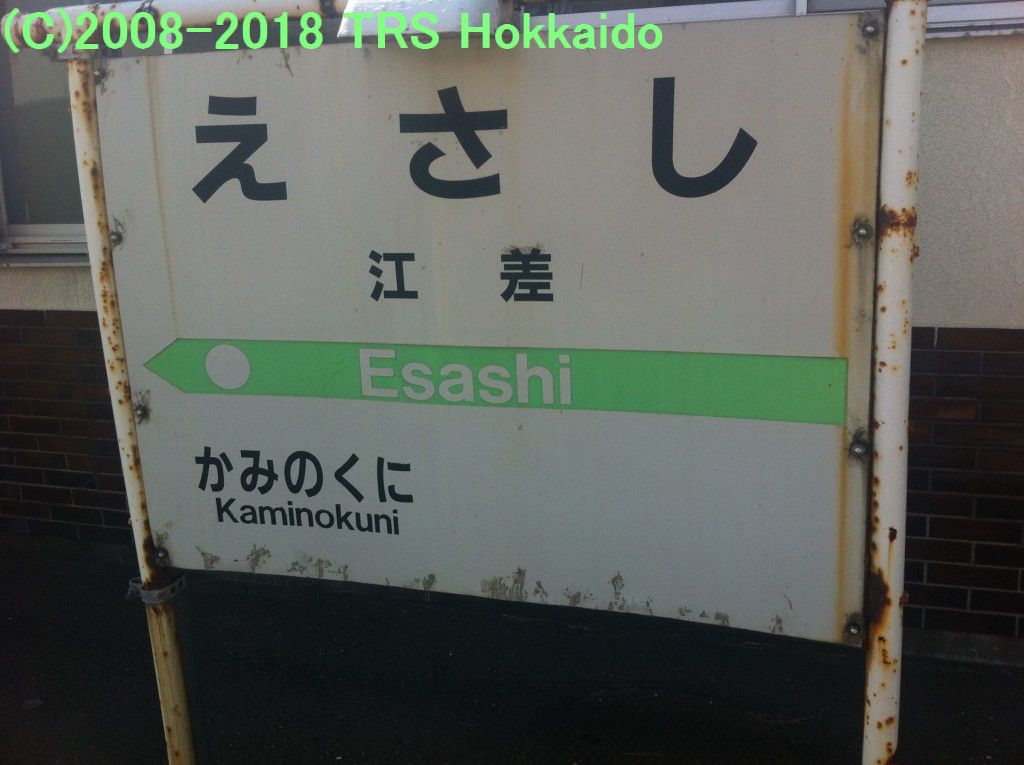 (C)2008-2018 TRS Hokkaido
えさし
江差
Esashi
かみのくに
Kaminokuni